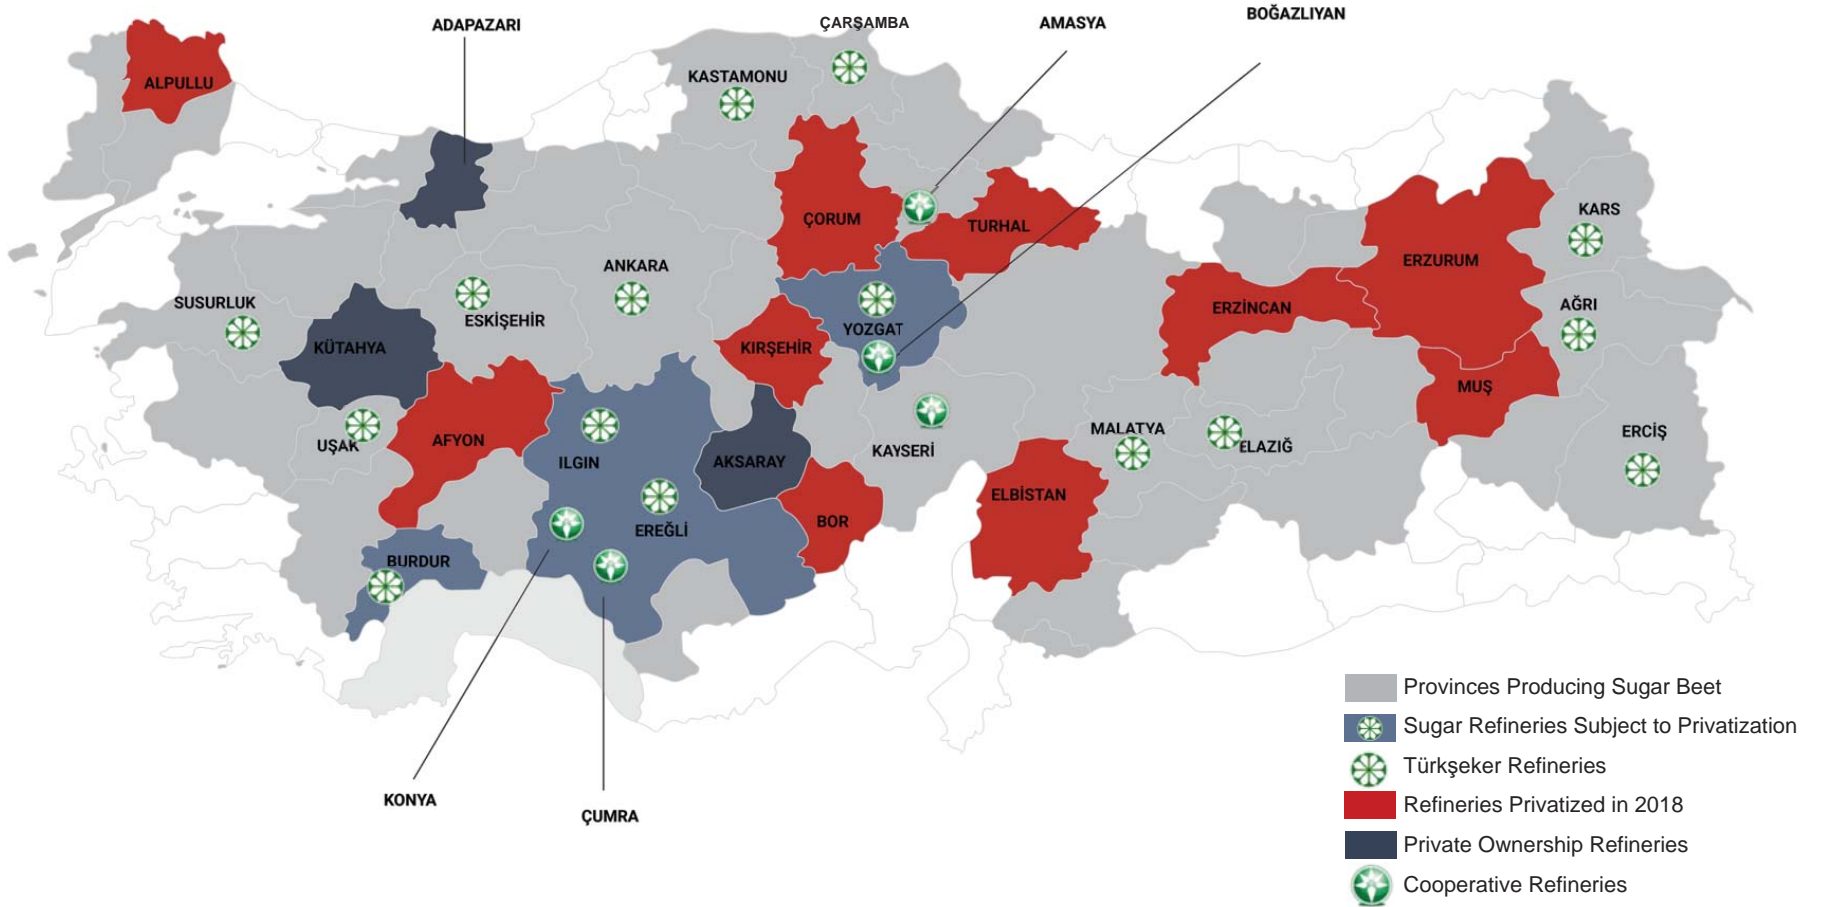 BOĞAZLIYAN
ADAPAZARI
ÇARŞAMBA
AMASYA
KASTAMONU
ALPULLU
KARS
ÇORUM
TURHAL
ERZURUM
ANKARA
SUSURLUK
ESKİŞEHİR
ERZİNCAN
AĞRI
YOZGAT
KÜTAHYA
KIRŞEHİR
MUŞ
UŞAK
AFYON
MALATYA
ERCİŞ
ILGIN
AKSARAY
KAYSERİ
ELAZIĞ
ELBİSTAN
BOR
EREĞLİ
BURDUR
KONYA
ÇUMRA
Provinces Producing Sugar Beet
Sugar Refineries Subject to Privatization
Türkşeker Refineries
Refineries Privatized in 2018
Private Ownership Refineries
Cooperative Refineries